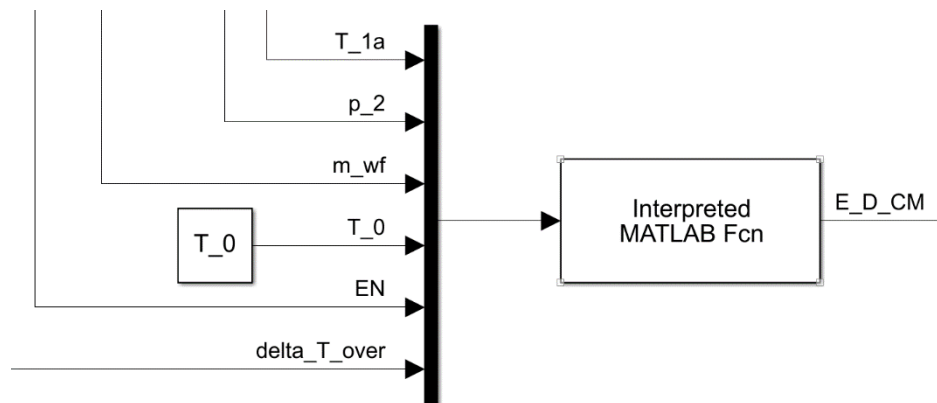 T_1a
p_2
m_wf
T_0
T_0
EN
delta_T_over
Interpreted
MATLAB Fcn
E_D_CM